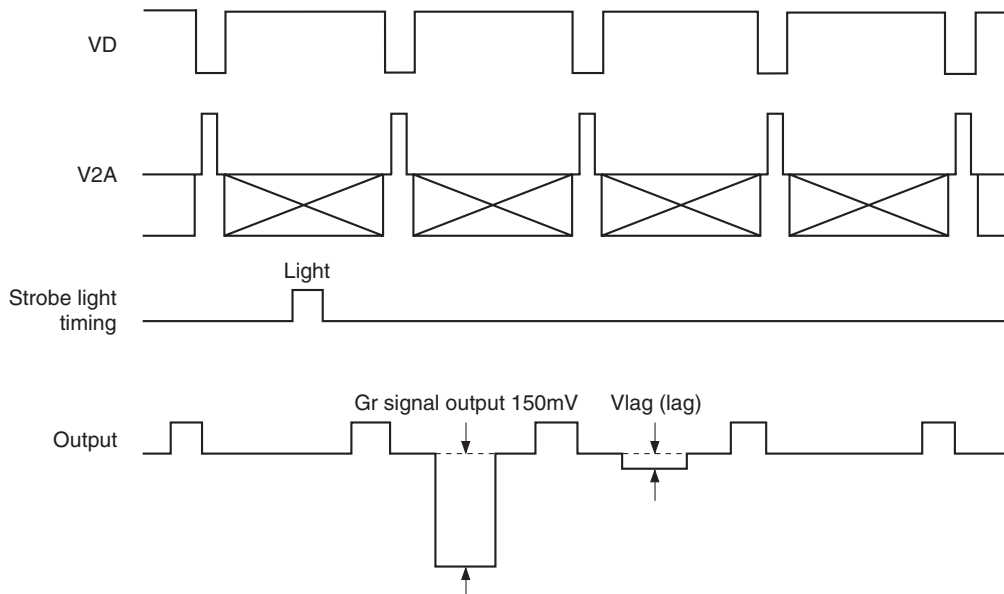 VD
V2A
Light
Strobe light
timing
Gr signal output 150mV
Vlag (lag)
Output